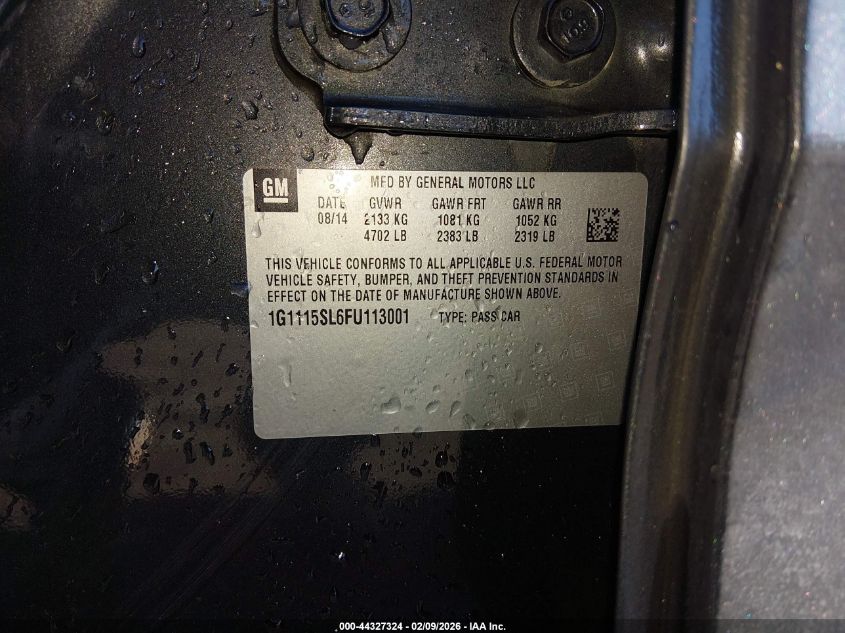 10.9
GM
MFD BY GENERAL MOTORS LLC
DATE GVWR GAWR FRT GAWR RR
08/14 2133 KG 1081 KG 1052 KG
4702 LB 2383 LB 2319 LB
THIS VEHICLE CONFORMS TO ALL APPLICABLE U.S. FEDERAL MOTOR
VEHICLE SAFETY, BUMPER, AND THEFT PREVENTION STANDARDS IN
EFFECT ON THE DATE OF MANUFACTURE SHOWN ABOVE.
1G1115SL6FU113001 TYPE: PASS CAR
000-44327324 - 02/09/2026 - IAA Inc.